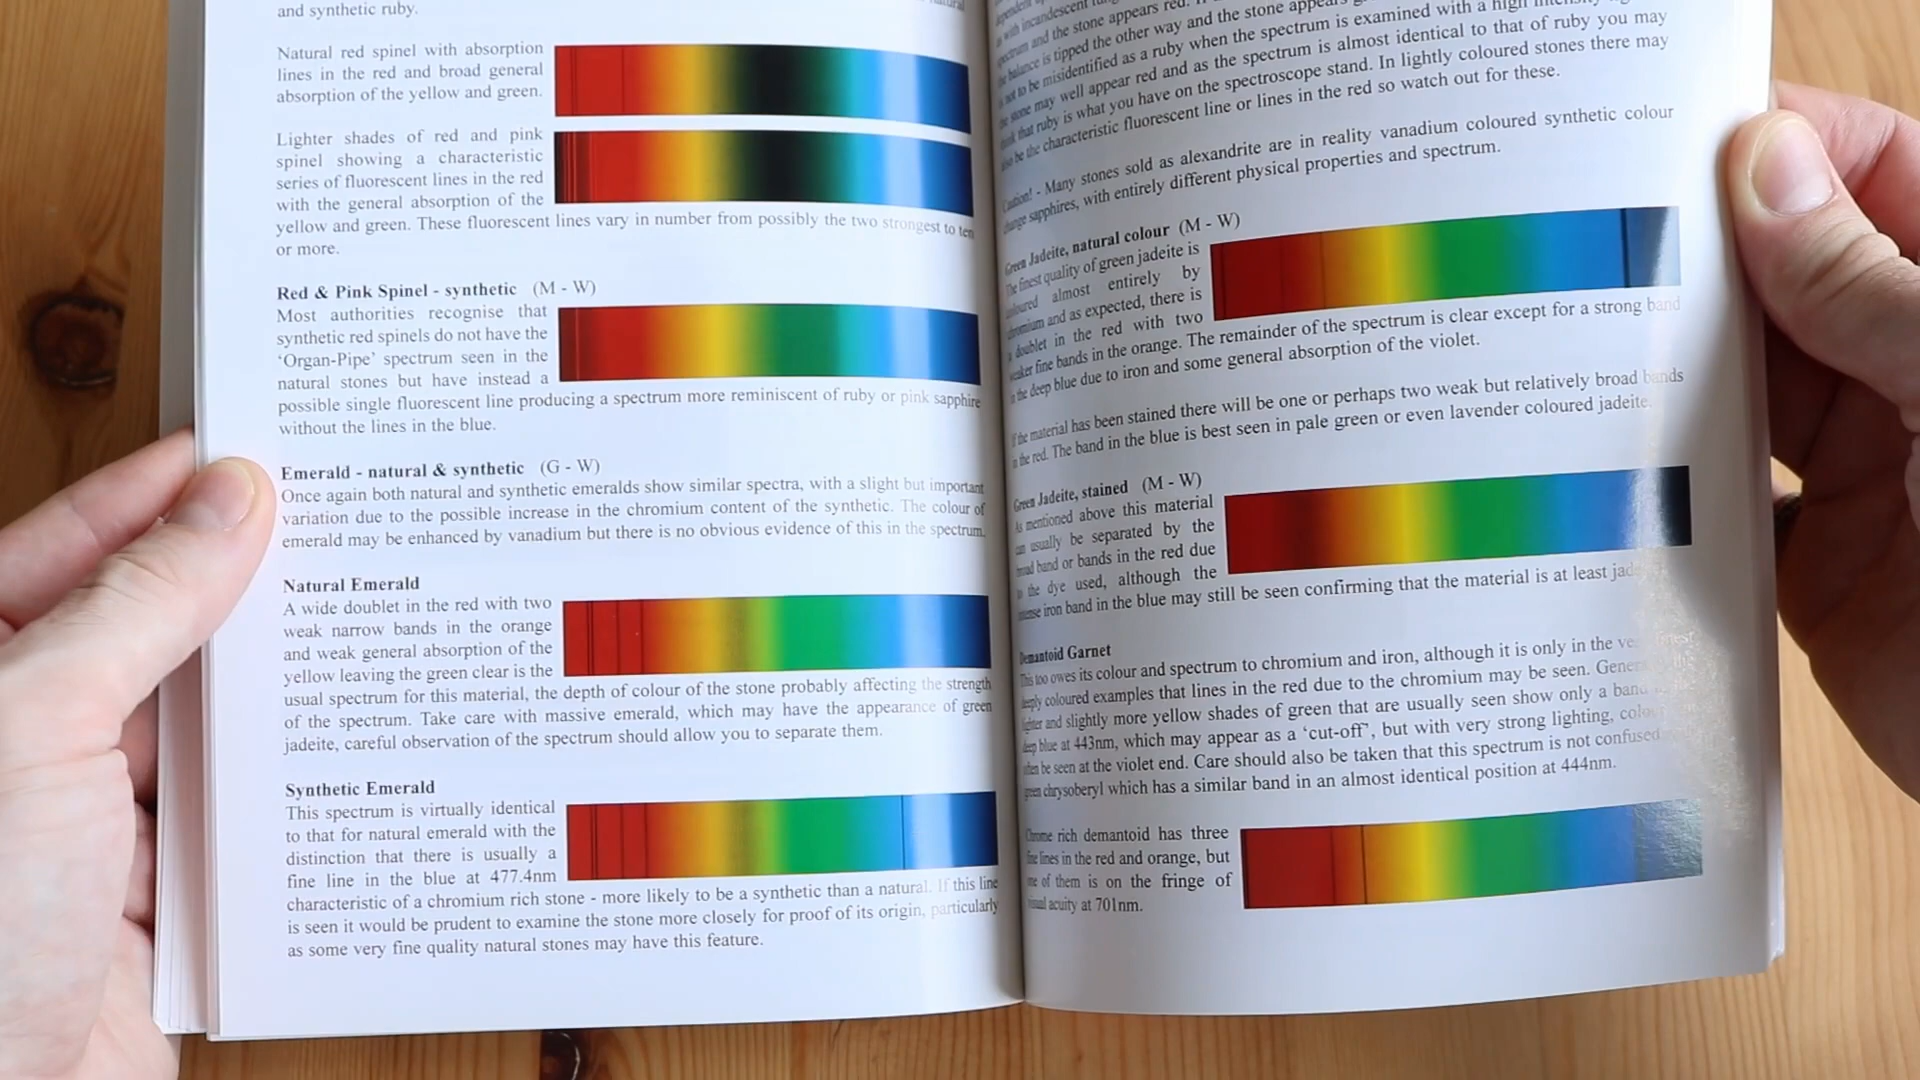 and synthetic ruby.
Natural red spinel with absorption
lines in the red and broad general
absorption of the yellow and green.
Lighter shades of red and pink
spinel showing a characteristic
series of fluorescent lines in the red
with the general absorption of the
yellow and green. These fluorescent lines vary in number from possibly the two strongest to ten
or more.
Red & Pink Spinel - synthetic (M - W)
Most authorities recognise that
synthetic red spinels do not have the
‘Organ-Pipe’ spectrum seen in the
natural stones but have instead a
possible single fluorescent line producing a spectrum more reminiscent of ruby or pink sapphire
without the lines in the blue.
Emerald - natural & synthetic (G - W)
Once again both natural and synthetic emeralds show similar spectra, with a slight but important
variation due to the possible increase in the chromium content of the synthetic. The colour of
emerald may be enhanced by vanadium but there is no obvious evidence of this in the spectrum.
Natural Emerald
A wide doublet in the red with two
weak narrow bands in the orange
and weak general absorption of the
yellow leaving the green clear is the
usual spectrum for this material, the depth of colour of the stone probably affecting the strength
of the spectrum. Take care with massive emerald, which may have the appearance of green
jadeite, careful observation of the spectrum should allow you to separate them.
Synthetic Emerald
This spectrum is virtually identical
to that for natural emerald with the
distinction that there is usually a
fine line in the blue at 477.4nm
characteristic of a chromium rich stone - more likely to be a synthetic than a natural. If this line
is seen it would be prudent to examine the stone more closely for proof of its origin, particularly
as some very fine quality natural stones may have this feature.
with incandescent
and the stone appears red.
balance is tipped the other way and the stone appears
not to be misidentified as a ruby when the spectrum is examined with a high
the stone may well appear red and as the spectrum is almost identical to that of ruby you may
think that ruby is what you have on the spectroscope stand. In lightly coloured stones there may
also be the characteristic fluorescent line or lines in the red so watch out for these.
Caution! - Many stones sold as alexandrite are in reality vanadium coloured synthetic colour
change sapphires, with entirely different physical properties and spectrum.
Green Jadeite, natural colour (M - W)
The finest quality of green jadeite is
coloured almost entirely by
chromium and as expected, there is
a doublet in the red with two
weaker fine bands in the orange. The remainder of the spectrum is clear except for a strong band
in the deep blue due to iron and some general absorption of the violet.
If the material has been stained there will be one or perhaps two weak but relatively broad bands
in the red. The band in the blue is best seen in pale green or even lavender coloured jadeite.
Green Jadeite, stained (M - W)
As mentioned above this material
can usually be separated by the
broad band or bands in the red due
to the dye used, although the
intense iron band in the blue may still be seen confirming that the material is at least
Demantoid Garnet
This too owes its colour and spectrum to chromium and iron, although it is only in the
deeply coloured examples that lines in the red due to the chromium may be seen.
lighter and slightly more yellow shades of green that are usually seen show only a band
deep blue at 443nm, which may appear as a ‘cut-off’, but with very strong lighting,
often be seen at the violet end. Care should also be taken that this spectrum is not confused
green chrysoberyl which has a similar band in an almost identical position at 444nm.
Chrome rich demantoid has three
fine lines in the red and orange, but
one of them is on the fringe of
visual acuity at 701nm.